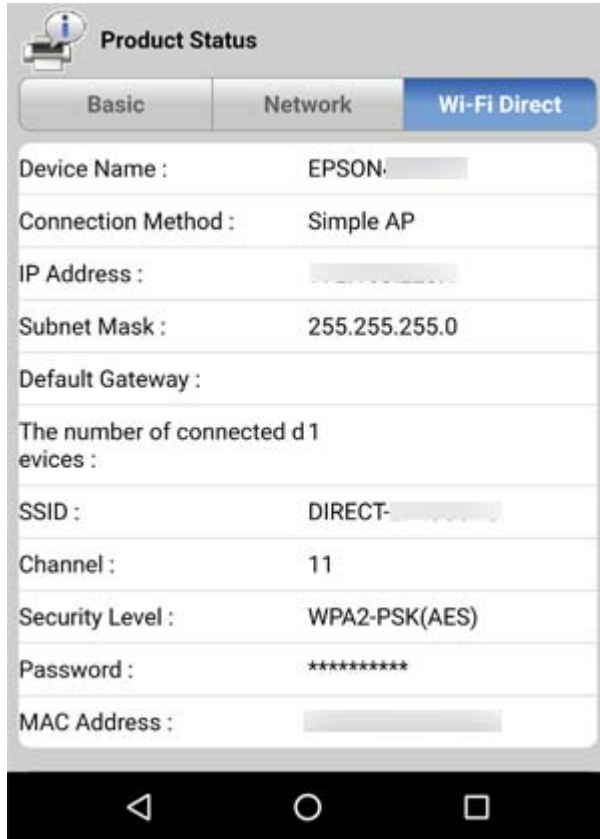 Product Status
Basic Network Wi-Fi Direct
Device Name : EPSON
Connection Method : Simple AP
IP Address :
Subnet Mask : 255.255.255.0
Default Gateway :
The number of connected d 1
evices :
SSID : DIRECT-
Channel : 11
Security Level : WPA2-PSK(AES)
Password : **********
MAC Address :